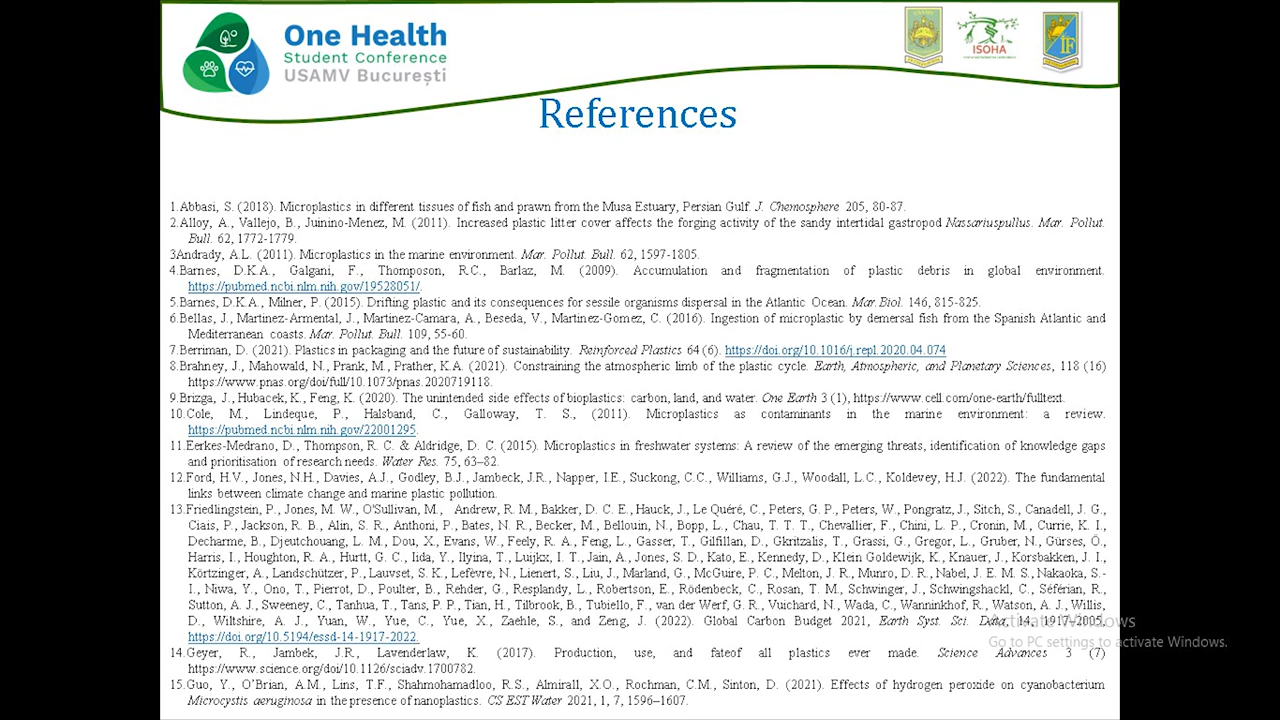 One Health
Student Conference
USAMV București
ISOHA
References
1.Abbasi, S. (2018). Microplastics in different tissues of fish and prawn from the Musa Estuary, Persian Gulf. J. Chemosphere 205, 80-87.
2.Alloy, A., Vallejo, B., Juinino-Menez, M. (2011). Increased plastic litter cover affects the forging activity of the sandy intertidal gastropod Nassariuspullus. Mar. Pollut.
Bull. 62, 1772-1779.
3Andrady, A.L. (2011). Microplastics in the marine environment. Mar. Pollut. Bull. 62, 1597-1805.
4.Barnes, D.K.A., Galgani, F., Thomposon, R.C., Barlaz, M. (2009). Accumulation and fragmentation of plastic debris in global environment.
https://pubmed.ncbi.nlm.nih.gov/19528051/.
5.Barnes, D.K.A., Milner, P. (2015). Drifting plastic and its consequences for sessile organisms dispersal in the Atlantic Ocean. Mar.Biol. 146, 815-825.
6.Bellas, J., Martinez-Armental, J., Martinez-Camara, A., Beseda, V., Martinez-Gomez, C. (2016). Ingestion of microplastic by demersal fish from the Spanish Atlantic and
Mediterranean coasts. Mar. Pollut. Bull. 109, 55-60.
7.Berriman, D. (2021). Plastics in packaging and the future of sustainability. Reinforced Plastics 64 (6). https://doi.org/10.1016/j.repl.2020.04.074
8.Brahney, J., Mahowald, N., Prank, M., Prather, K.A. (2021). Constraining the atmospheric limb of the plastic cycle. Earth, Atmospheric, and Planetary Sciences, 118 (16)
https://www.pnas.org/doi/full/10.1073/pnas.2020719118.
9.Brizga, J., Hubacek, K., Feng, K. (2020). The unintended side effects of bioplastics: carbon, land, and water. One Earth 3 (1), https://www.cell.com/one-earth/fulltext.
10.Cole, M., Lindeque, P., Halsband, C., Galloway, T. S., (2011). Microplastics as contaminants in the marine environment: a review.
https://pubmed.ncbi.nlm.nih.gov/22001295.
11.Eerkes-Medrano, D., Thompson, R. C. & Aldridge, D. C. (2015). Microplastics in freshwater systems: A review of the emerging threats, identification of knowledge gaps
and prioritisation of research needs. Water Res. 75, 63–82.
12.Ford, H.V., Jones, N.H., Davies, A.J., Godley, B.J., Jambeck, J.R., Napper, I.E., Suckong, C.C., Williams, G.J., Woodall, L.C., Koldevey, H.J. (2022). The fundamental
links between climate change and marine plastic pollution.
13.Friedlingstein, P., Jones, M. W., O'Sullivan, M., Andrew, R. M., Bakker, D. C. E., Hauck, J., Le Quéré, C., Peters, G. P., Peters, W., Pongratz, J., Sitch, S., Canadell, J. G.,
Ciais, P., Jackson, R. B., Alin, S. R., Anthoni, P., Bates, N. R., Becker, M., Bellouin, N., Bopp, L., Chau, T. T. T., Chevallier, F., Chini, L. P., Cronin, M., Currie, K. I.,
Decharme, B., Djeutchouang, L. M., Dou, X., Evans, W., Feely, R. A., Feng, L., Gasser, T., Gilfillan, D., Gkritzalis, T., Grassi, G., Gregor, L., Gruber, N., Gürses, Ö.,
Harris, I., Houghton, R. A., Hurtt, G. C., Iida, Y., Ilyina, T., Luijkx, I. T., Jain, A., Jones, S. D., Kato, E., Kennedy, D., Klein Goldewijk, K., Knauer, J., Korsbakken, J. I.,
Körtzinger, A., Landschützer, P., Lauvset, S. K., Lefèvre, N., Lienert, S., Liu, J., Marland, G., McGuire, P. C., Melton, J. R., Munro, D. R., Nabel, J. E. M. S., Nakaoka, S.-
I., Niwa, Y., Ono, T., Pierrot, D., Poulter, B., Rehder, G., Resplandy, L., Robertson, E., Rödenbeck, C., Rosan, T. M., Schwinger, J., Schwingshackl, C., Séférian, R.,
Sutton, A. J., Sweeney, C., Tanhua, T., Tans, P. P., Tian, H., Tilbrook, B., Tubiello, F., van der Werf, G. R., Vuichard, N., Wada, C., Wanninkhof, R., Watson, A. J., Willis,
D., Wiltshire, A. J., Yuan, W., Yue, C., Yue, X., Zaehle, S., and Zeng, J. (2022). Global Carbon Budget 2021, Earth Syst. Sci. Data, 14, 1917–2005,
https://doi.org/10.5194/essd-14-1917-2022.
Activate Windows
Go to PC settings to activate Windows.
14.Geyer, R., Jambek, J.R., Lavenderlaw, K. (2017). Production, use, and fateof all plastics ever made. Science Advances 3 (7)
https://www.science.org/doi/10.1126/sciadv.1700782.
15.Guo, Y., O’Brian, A.M., Lins, T.F., Shahmohamadloo, R.S., Almirall, X.O., Rochman, C.M., Sinton, D. (2021). Effects of hydrogen peroxide on cyanobacterium
Microcystis aeruginosa in the presence of nanoplastics. CS EST Water 2021, 1, 7, 1596–1607.